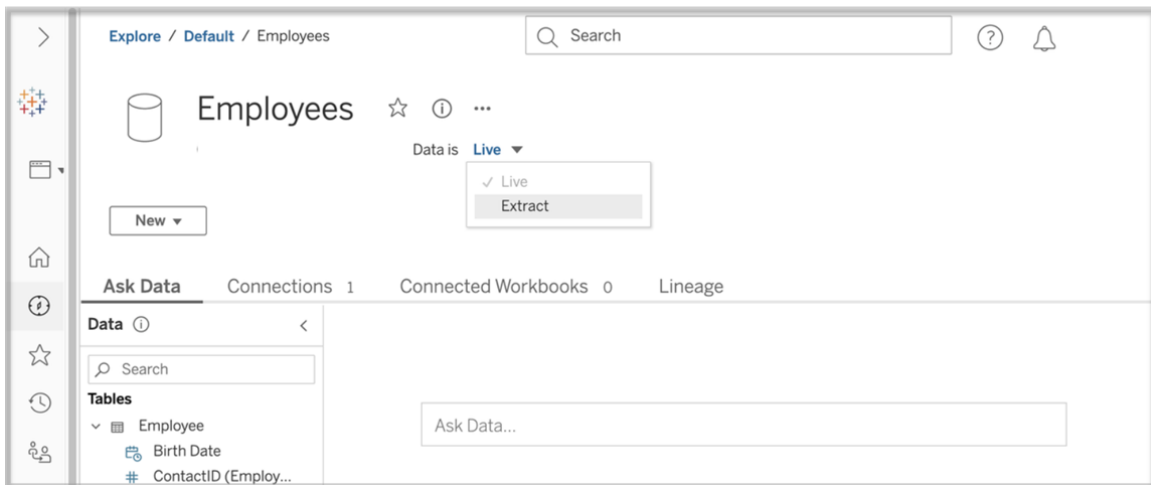 Explore / Default / Employees
Search
Employees
Data is Live
Live
Extract
New
Ask Data
Connections 1
Connected Workbooks 0
Lineage
Data
Search
Tables
Employee
Birth Date
ContactID (Employ...
Ask Data...